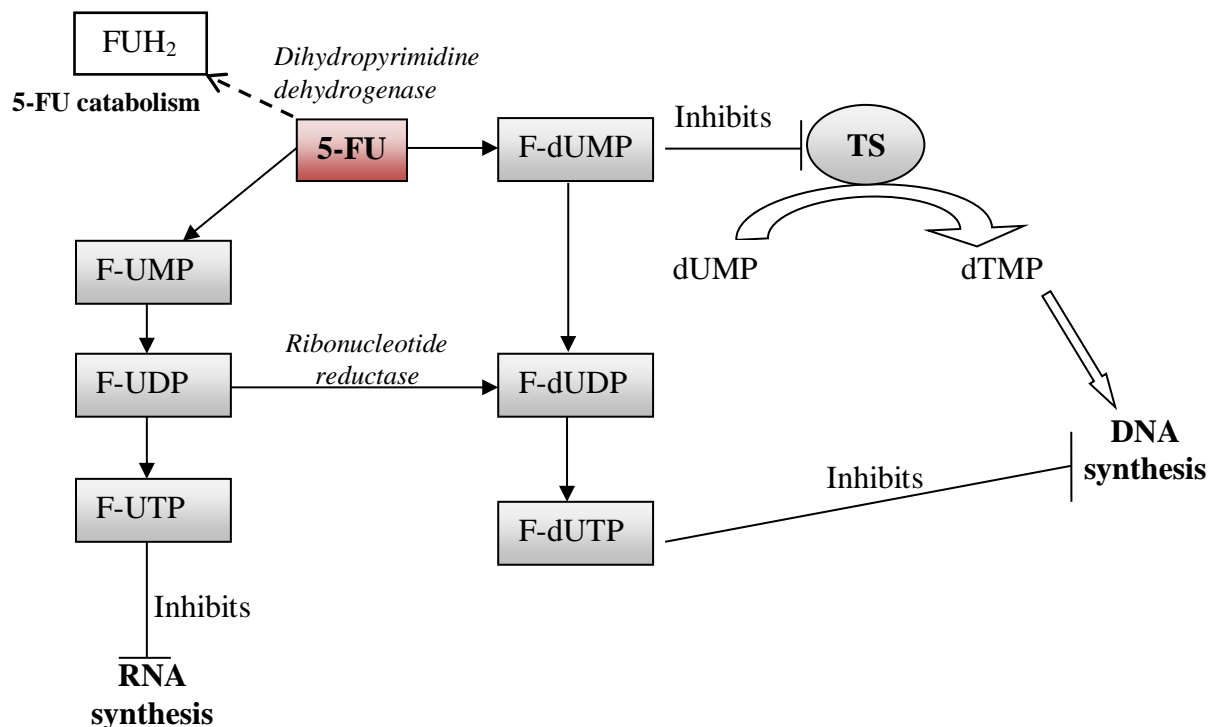 FUH₂
Dihydropyrimidine
dehydrogenase
5-FU catabolism
5-FU
F-dUMP
Inhibits
TS
F-UMP
dUMP
dTMP
Ribonucleotide
reductase
F-UDP
F-dUDP
DNA
synthesis
Inhibits
F-UTP
F-dUTP
Inhibits
RNA
synthesis